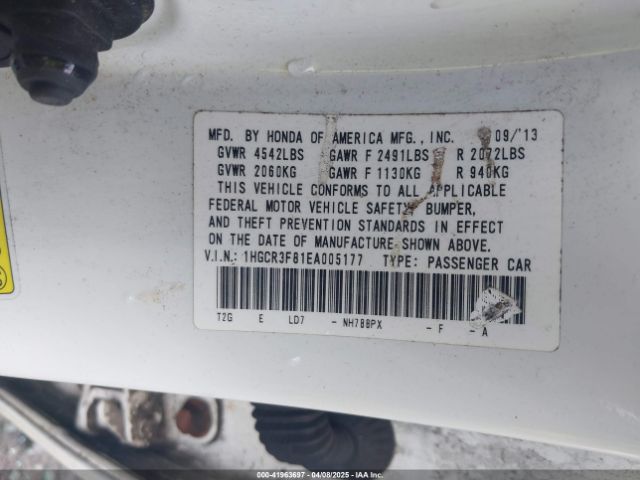 MFD. BY HONDA OF AMERICA MFG., INC. 09/'13
GVWR 4542LBS GAWR F 2491LBS R 2072LBS
GVWR 2060KG GAWR F 1130KG R 940KG
THIS VEHICLE CONFORMS TO ALL APPLICABLE
FEDERAL MOTOR VEHICLE SAFETY, BUMPER,
AND THEFT PREVENTION STANDARDS IN EFFECT
ON THE DATE OF MANUFACTURE SHOWN ABOVE.
V.I.N.: 1HGCR3F81EA005177 TYPE: PASSENGER CAR
T2G E LD7 - NH788PX - F - A
000-41963697 - 04/08/2025 - IAA Inc.